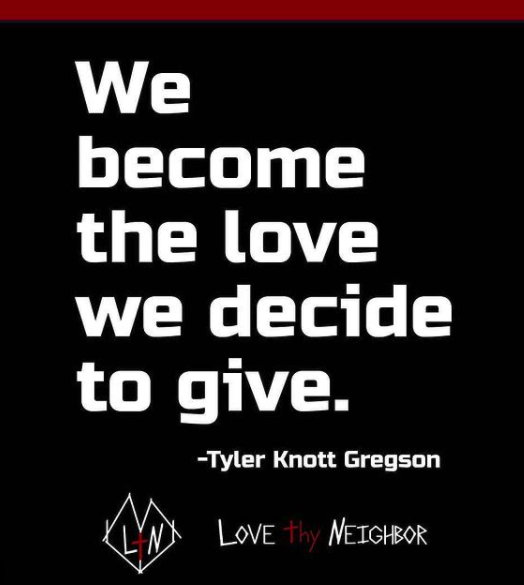 We
become
the love
we decide
to give.
-Tyler Knott Gregson
LtN
LOVE thy NEIGHBOR